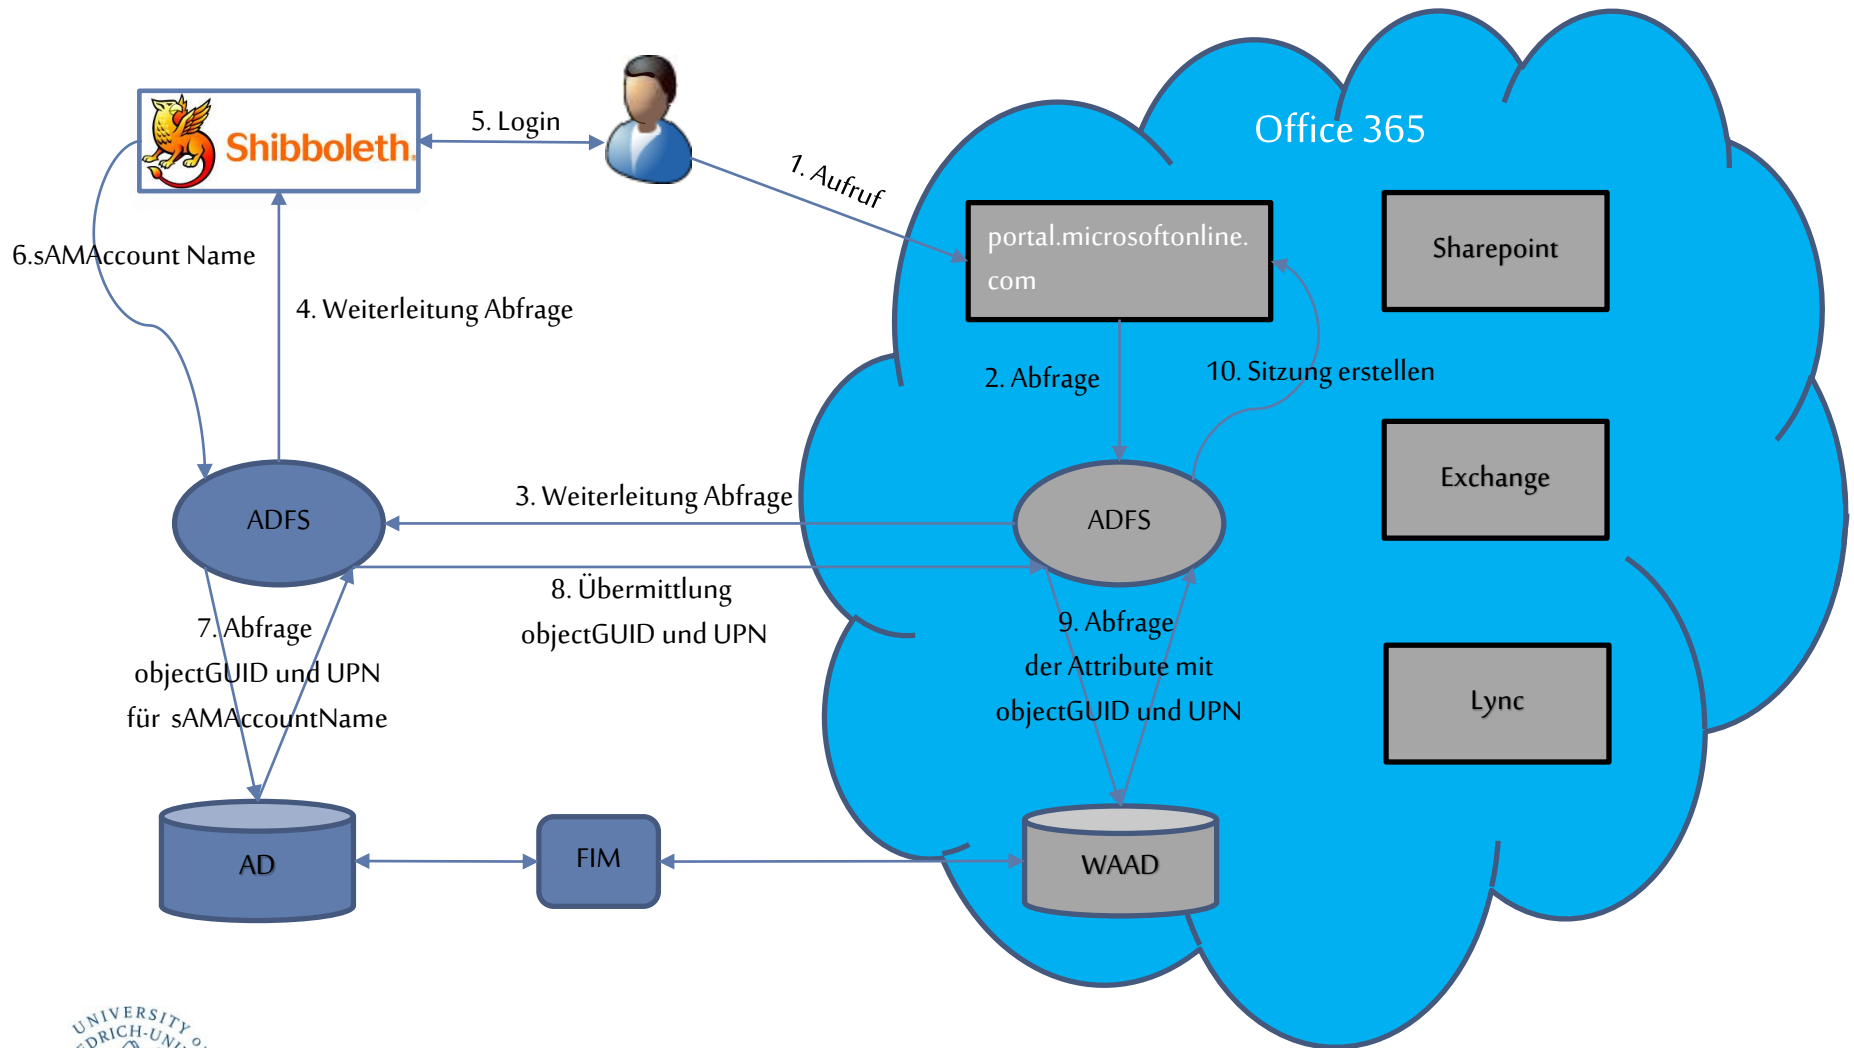 Office 365
Shibboleth.
5. Login
1. Aufruf
portal.microsoftonline.
com
Sharepoint
6.sAMAccount Name
4. Weiterleitung Abfrage
2. Abfrage
10. Sitzung erstellen
Exchange
3. Weiterleitung Abfrage
ADFS
ADFS
8. Übermittlung
objectGUID und UPN
7. Abfrage
objectGUID und UPN
für sAMAccountName
9. Abfrage
der Attribute mit
objectGUID und UPN
Lync
AD
FIM
WAAD
UNIVERSITY